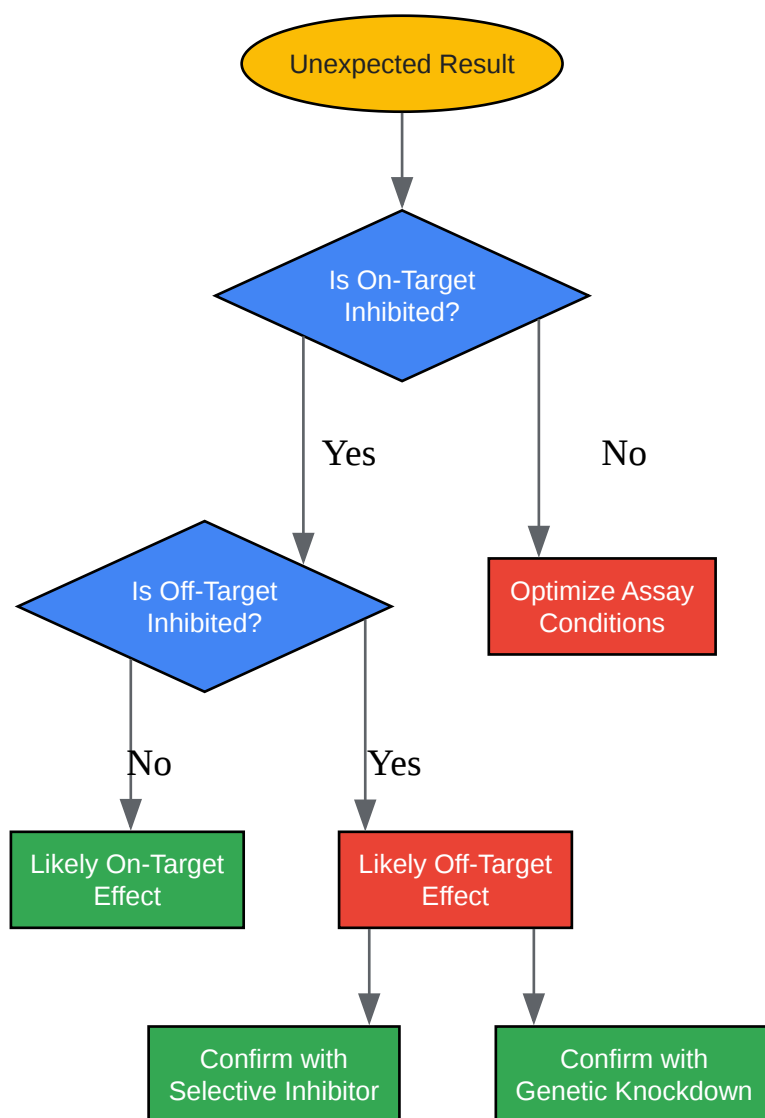 Unexpected Result
Is On-Target
Inhibited?
Yes
No
Is Off-Target
Inhibited?
Optimize Assay
Conditions
No
Yes
Likely On-Target
Effect
Likely Off-Target
Effect
Confirm with
Selective Inhibitor
Confirm with
Genetic Knockdown